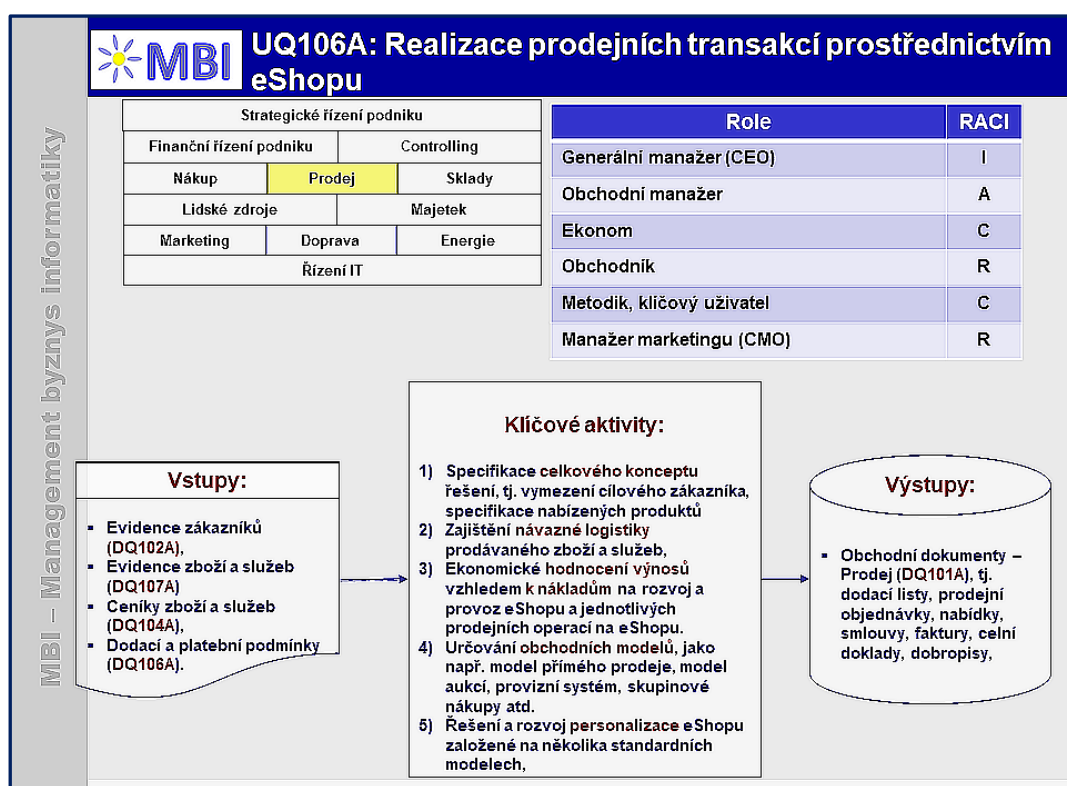 MBI
UQ106A: Realizace prodejních transakcí prostřednictvím
eShopu
MBI – Management byznys informatiky
Strategické řízení podniku
Finanční řízení podniku
Controlling
Nákup
Prodej
Sklady
Lidské zdroje
Majetek
Marketing
Doprava
Energie
Řízení IT
Role RACI
Generální manažer (CEO) I
Obchodní manažer A
Ekonom C
Obchodník R
Metodik, klíčový uživatel C
Manažer marketingu (CMO) R
Vstupy:
▪ Evidence zákazníků
(DQ102A),
▪ Evidence zboží a služeb
(DQ107A)
▪ Ceníky zboží a služeb
(DQ104A),
▪ Dodací a platební podmínky
(DQ106A).
Klíčové aktivity:
1) Specifikace celkového konceptu
řešení, tj. vymezení cílového zákazníka,
specifikace nabízených produktů
2) Zajištění návazné logistiky
prodávaného zboží a služeb,
3) Ekonomické hodnocení výnosů
vzhledem k nákladům na rozvoj a
provoz eShopu a jednotlivých
prodejních operací na eShopu.
4) Určování obchodních modelů, jako
např. model přímého prodeje, model
aukcí, provizní systém, skupinové
nákupy atd.
5) Řešení a rozvoj personalizace eShopu
založené na několika standardních
modelech,
Výstupy:
▪ Obchodní dokumenty –
Prodej (DQ101A), tj.
dodací listy, prodejní
objednávky, nabídky,
smlouvy, faktury, celní
doklady, dobropisy,